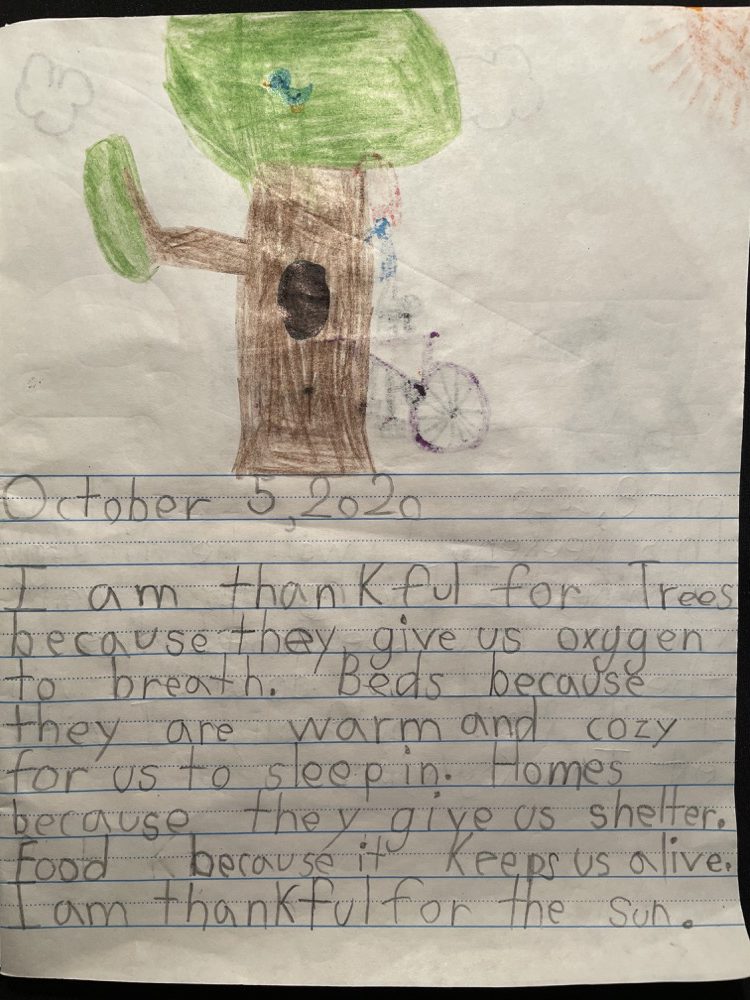 October 5, 2020
I am thankful for Trees
because they give us oxygen
to breath. Beds because
they are warm and cozy
for us to sleep in. Homes
because they give us shelter.
Food because it keeps us alive.
I am thankful for the sun.